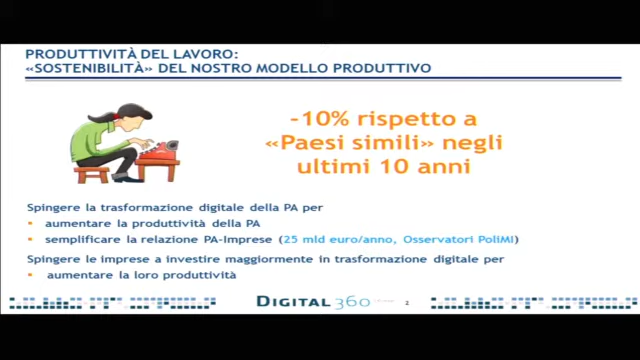 PRODUTTIVITÀ DEL LAVORO:
«SOSTENIBILITÀ» DEL NOSTRO MODELLO PRODUTTIVO
-10% rispetto a
«Paesi simili» negli
ultimi 10 anni
Spingere la trasformazione digitale della PA per
▪ aumentare la produttività della PA
▪ semplificare la relazione PA-Imprese (25 mld euro/anno, Osservatori PoliMI)
Spingere le imprese a investire maggiormente in trasformazione digitale per
▪ aumentare la loro produttività
DIGITAL360
2